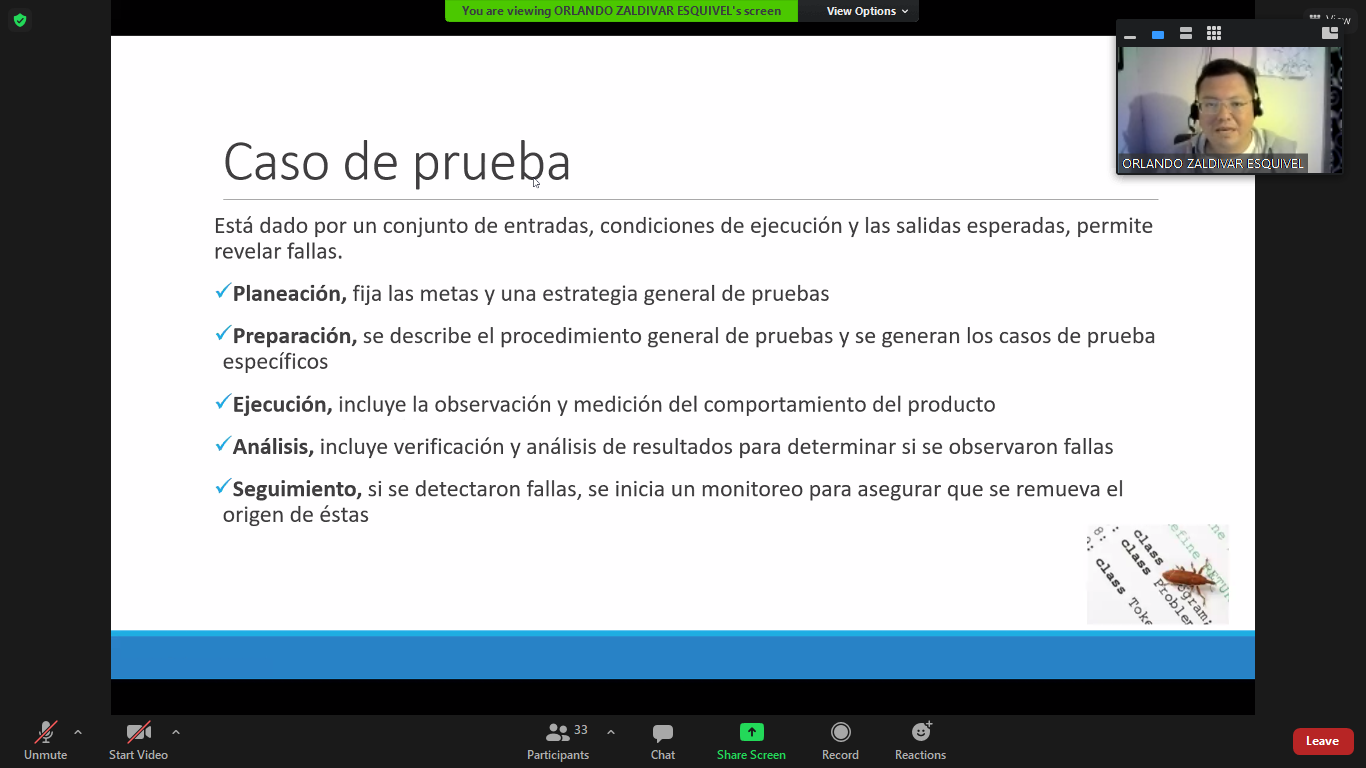 You are viewing ORLANDO ZALDIVAR ESQUIVEL's screen
View Options
View
ORLANDO ZALDIVAR ESQUIVEL
Caso de prueba
Está dado por un conjunto de entradas, condiciones de ejecución y las salidas esperadas, permite
revelar fallas.
Planeación, fija las metas y una estrategia general de pruebas
Preparación, se describe el procedimiento general de pruebas y se generan los casos de prueba
específicos
Ejecución, incluye la observación y medición del comportamiento del producto
Análisis, incluye verificación y análisis de resultados para determinar si se observaron fallas
Seguimiento, si se detectaron fallas, se inicia un monitoreo para asegurar que se remueva el
origen de éstas
class
class
class
Unmute
Start Video
33
Participants
Chat
Share Screen
Record
Reactions
Leave